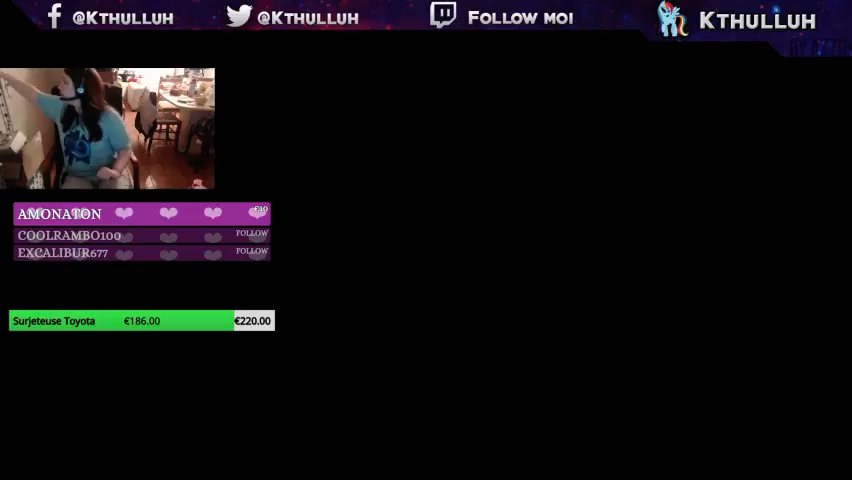 @Kthulluh
@Kthulluh
Follow moi
Kthulluh
AMONATON €10
COOLRAMBO100 FOLLOW
EXCALIBUR677 FOLLOW
Surjeteuse Toyota €186.00 €220.00